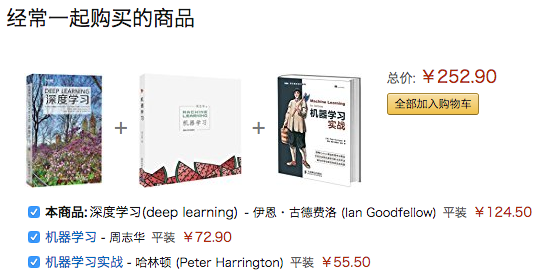 经常一起购买的商品
DEEP LEARNING
深度学习
MACHINE
LEARNING
机器学习
Machine Learning
机器学习
实战
总价: ￥252.90
全部加入购物车
本商品: 深度学习(deep learning) - 伊恩·古德费洛 (Ian Goodfellow) 平装 ￥124.50
机器学习 - 周志华 平装 ￥72.90
机器学习实战 - 哈林顿 (Peter Harrington) 平装 ￥55.50